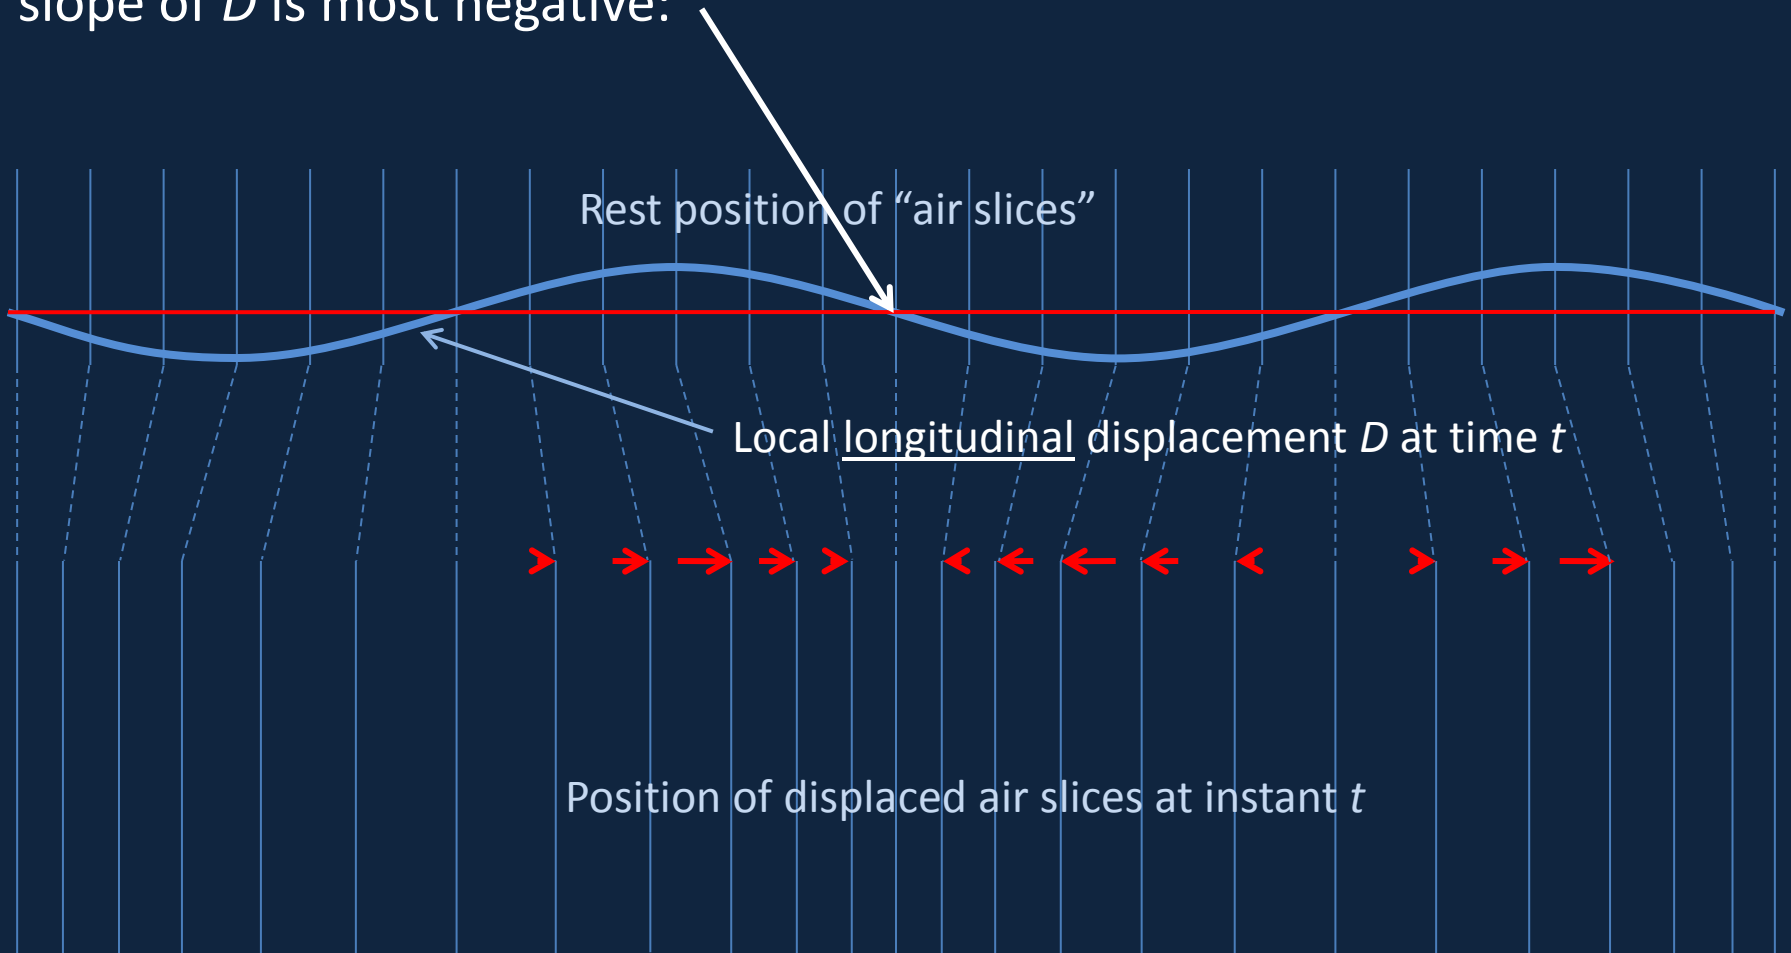 slope of D is most negative:
Rest position of “air slices”
Local longitudinal displacement D at time t
Position of displaced air slices at instant t